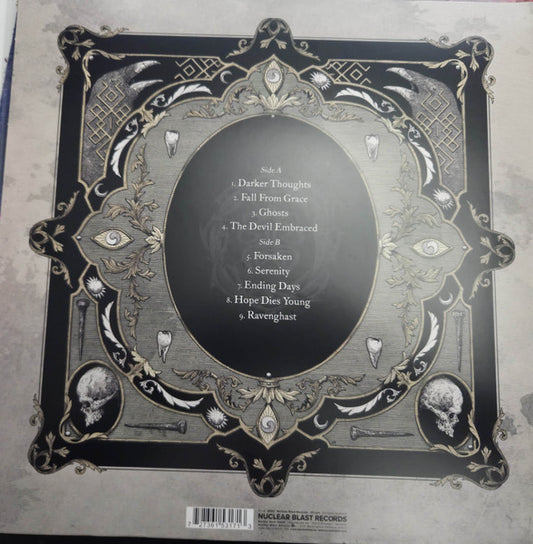 Side A
1. Darker Thoughts
2. Fall From Grace
3. Ghosts
4. The Devil Embraced
Side B
5. Forsaken
6. Serenity
7. Ending Days
8. Hope Dies Young
9. Ravenghast
NUCLEAR BLAST RECORDS